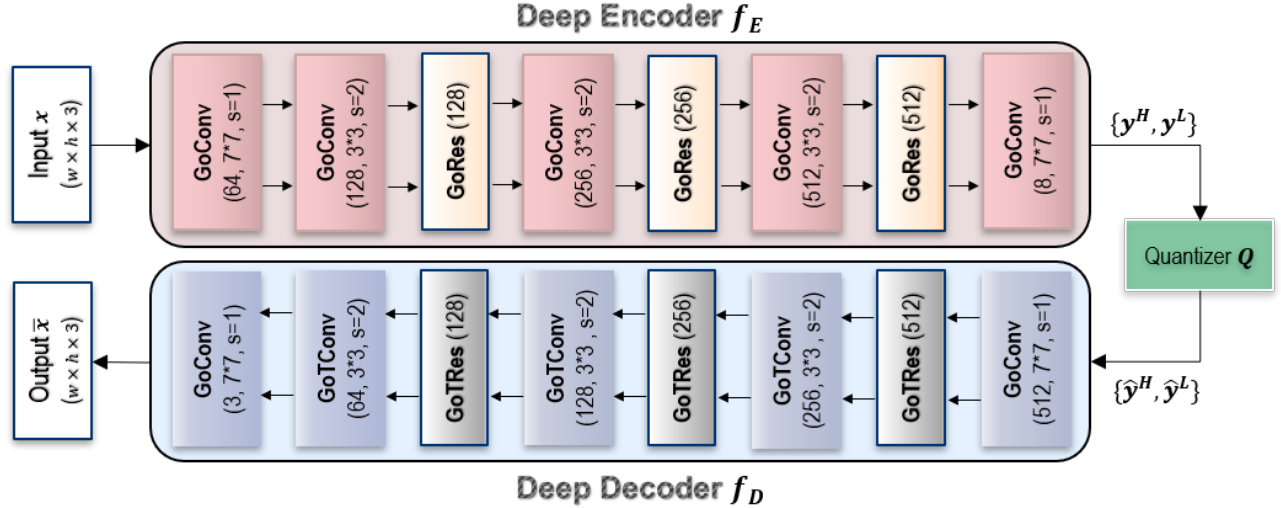 Deep Encoder f_E
Input x
(w × h × 3)
GoConv
(64, 7*7, s=1)
GoConv
(128, 3*3, s=2)
GoRes (128)
GoConv
(256, 3*3, s=2)
GoRes (256)
GoConv
(512, 3*3, s=2)
GoRes (512)
GoConv
(8, 7*7, s=1)
{y^H, y^L}
Quantizer Q
{ŷ^H, ŷ^L}
Output x̅
(w × h × 3)
GoConv
(3, 7*7, s=1)
GoTConv
(64, 3*3, s=2)
GoTRes (128)
GoTConv
(128, 3*3, s=2)
GoTRes (256)
GoTConv
(256, 3*3, s=2)
GoTRes (512)
GoConv
(512, 7*7, s=1)
Deep Decoder f_D